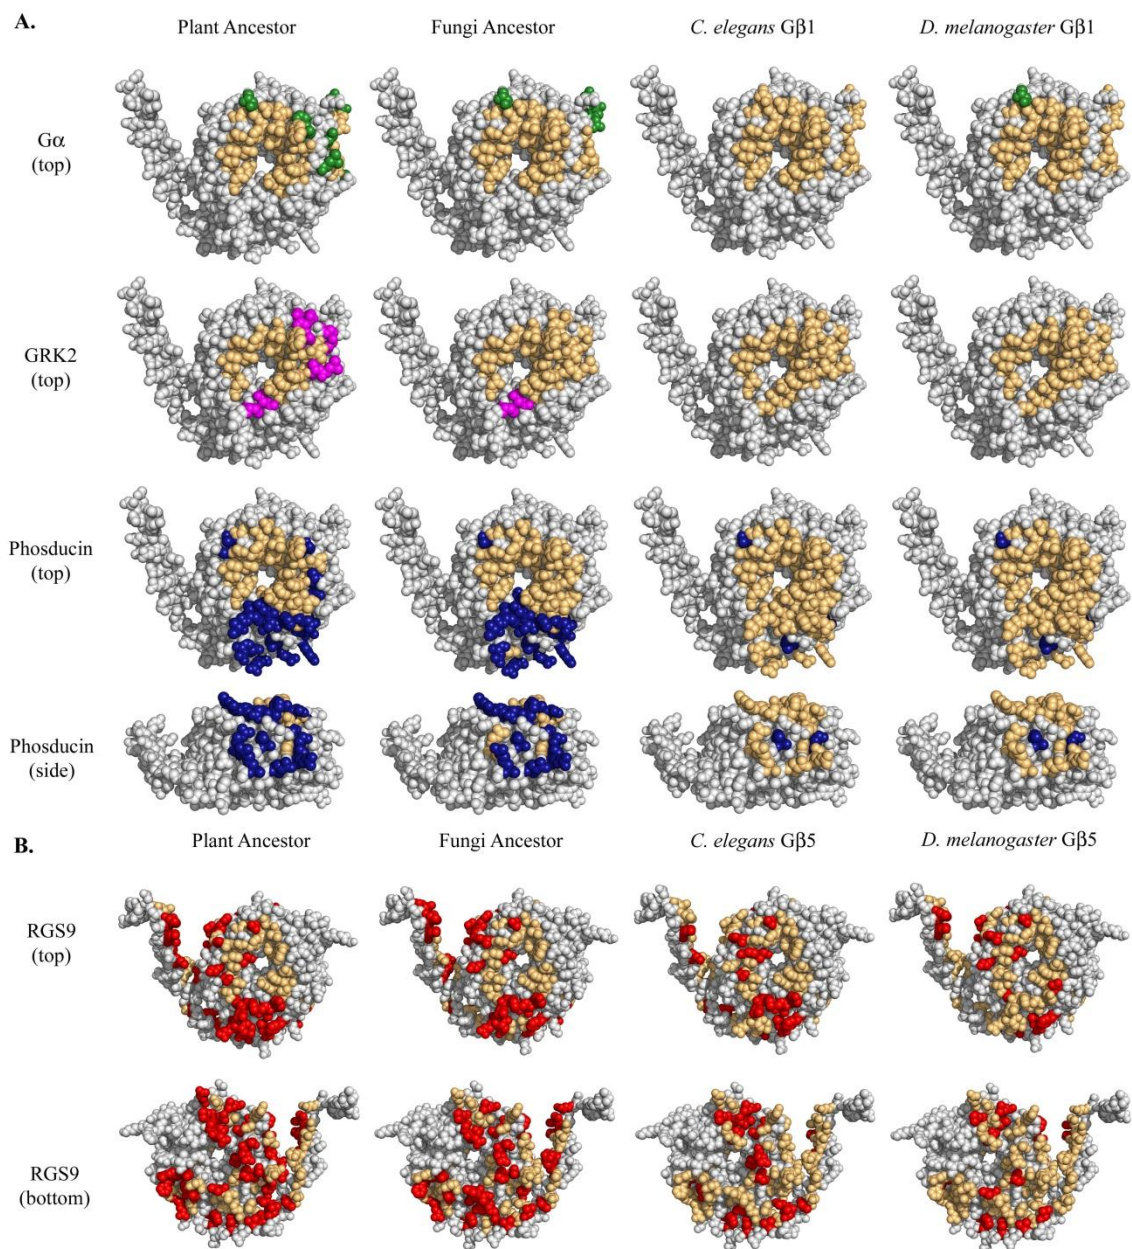 A.
Plant Ancestor Fungi Ancestor C. elegans Gβ1 D. melanogaster Gβ1
Gα
(top)
GRK2
(top)
Phosducin
(top)
Phosducin
(side)
B.
Plant Ancestor Fungi Ancestor C. elegans Gβ5 D. melanogaster Gβ5
RGS9
(top)
RGS9
(bottom)